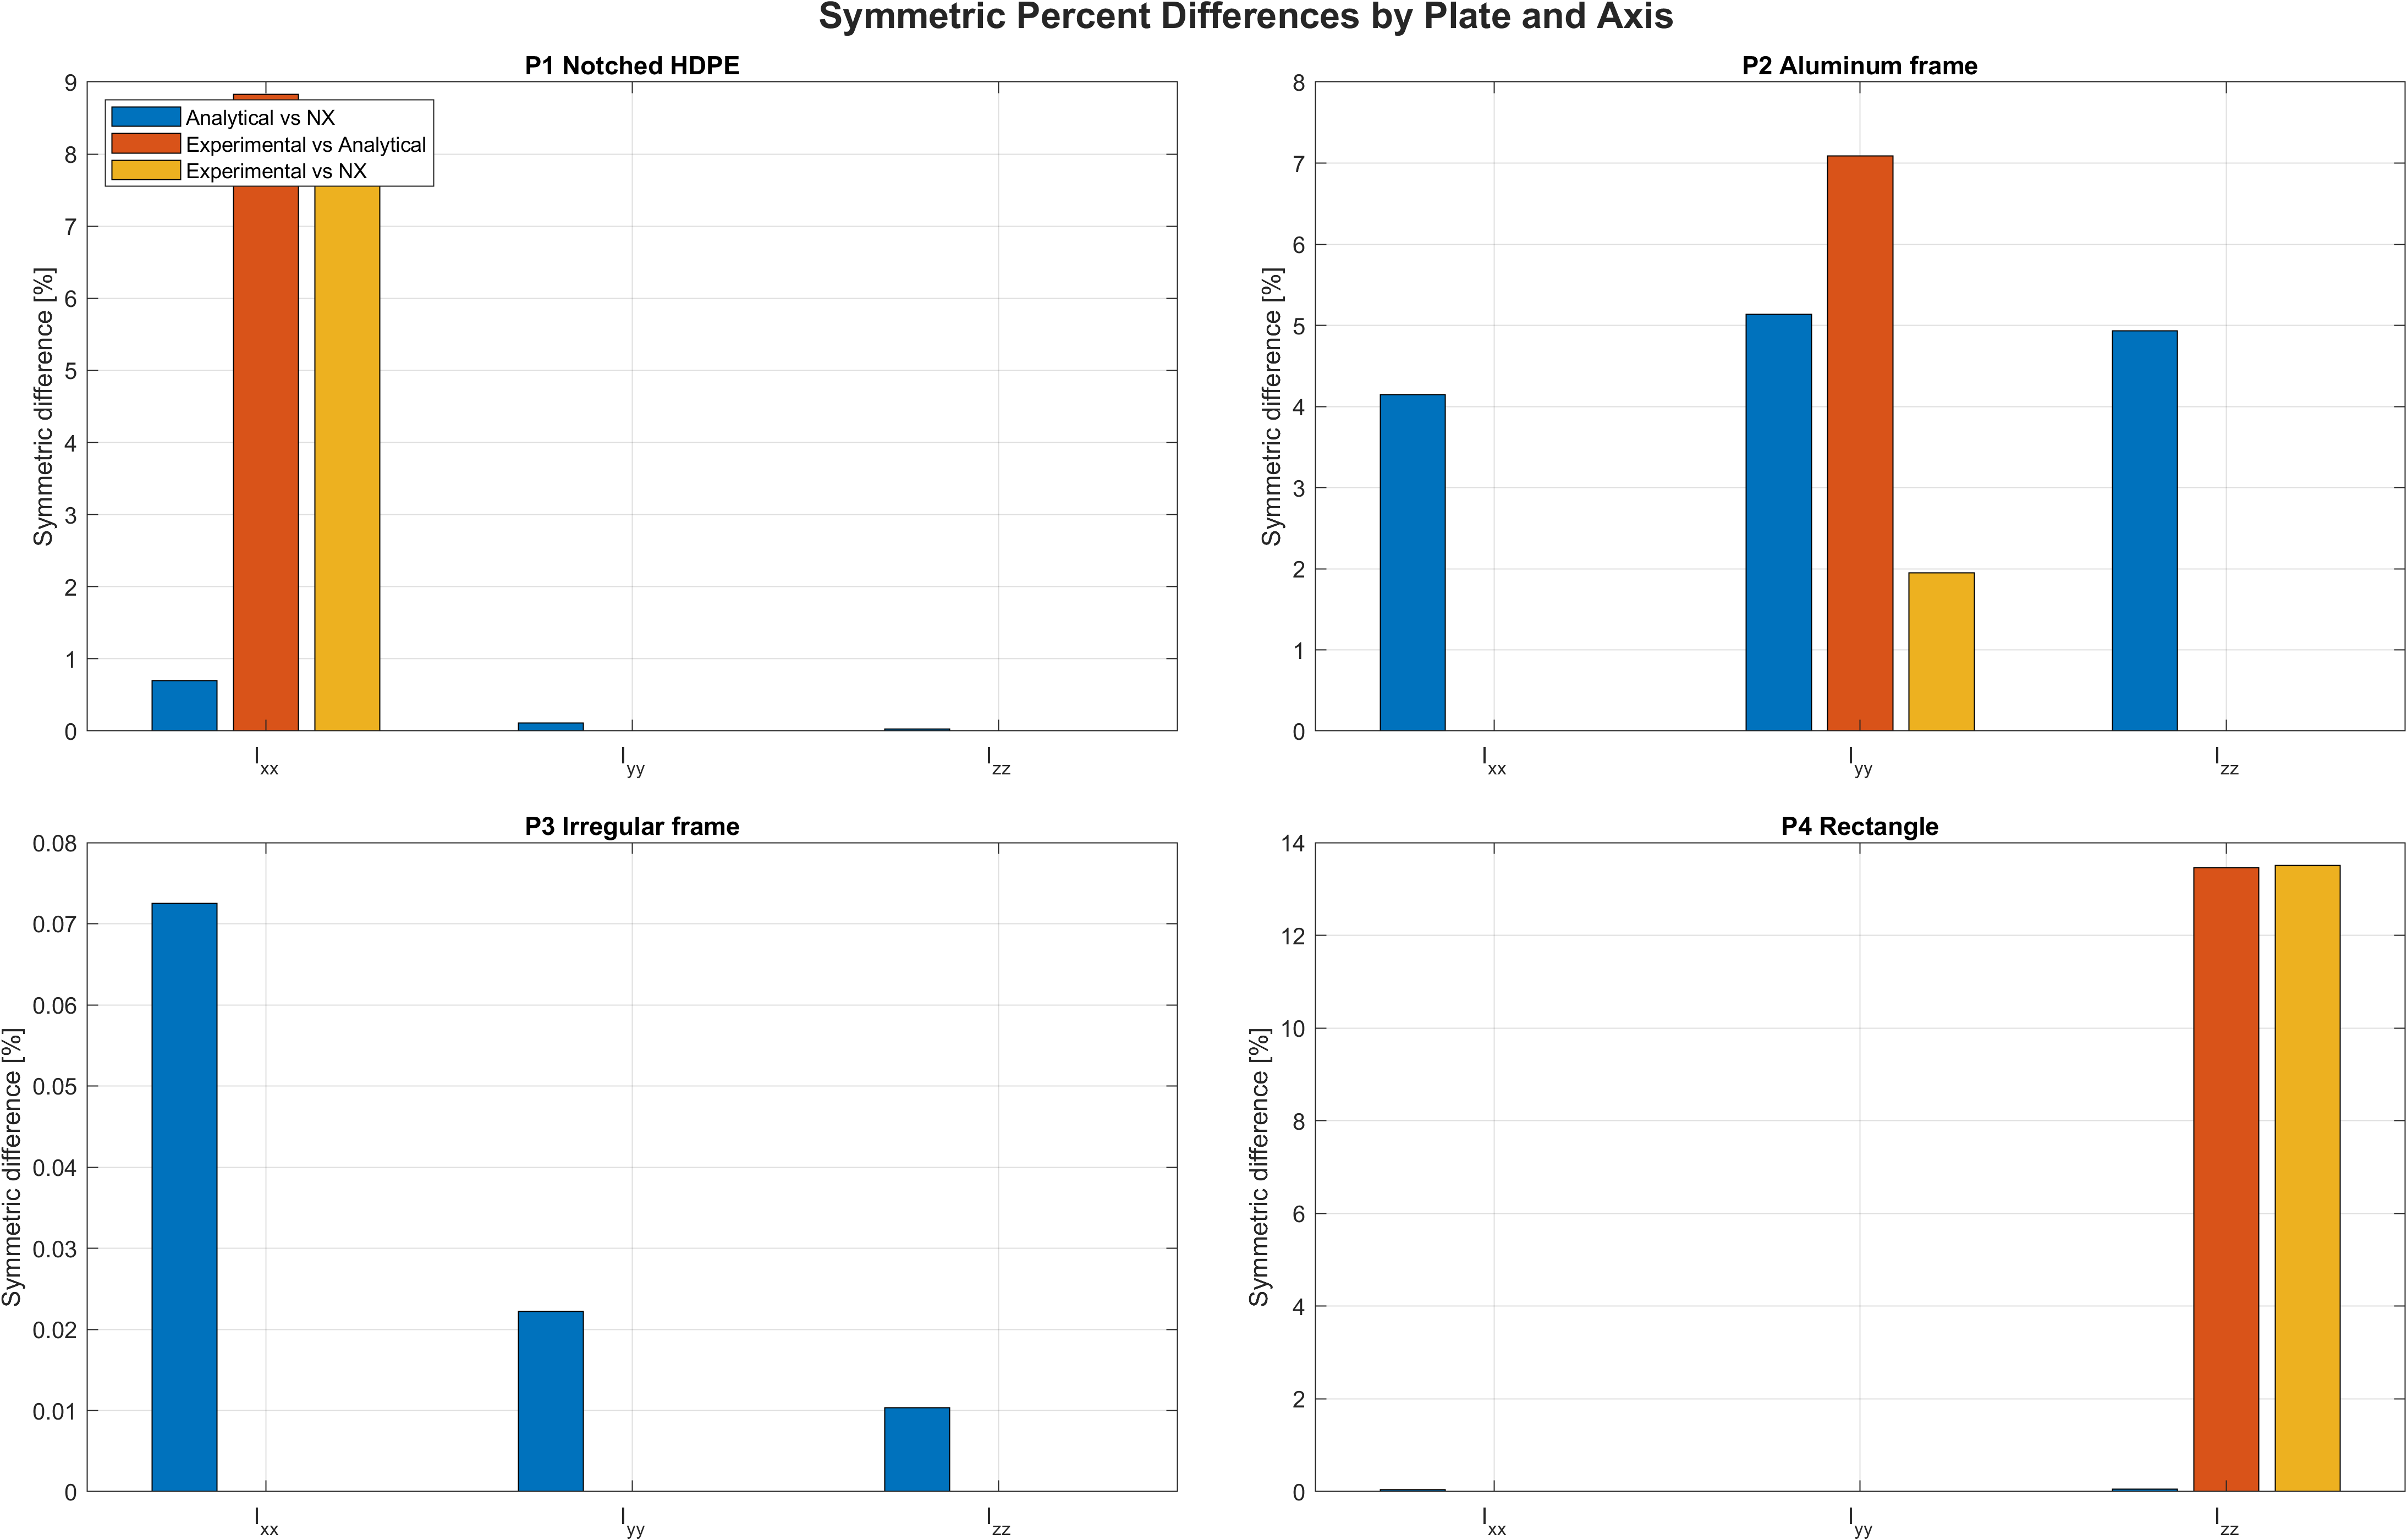 Symmetric Percent Differences by Plate and Axis
P1 Notched HDPE
Symmetric difference [%]
9
8
7
6
5
4
3
2
1
0
Analytical vs NX
Experimental vs Analytical
Experimental vs NX
Ixx
Iyy
Izz
P2 Aluminum frame
Symmetric difference [%]
8
7
6
5
4
3
2
1
0
Ixx
Iyy
Izz
P3 Irregular frame
Symmetric difference [%]
0.08
0.07
0.06
0.05
0.04
0.03
0.02
0.01
0
Ixx
Iyy
Izz
P4 Rectangle
Symmetric difference [%]
14
12
10
8
6
4
2
0
Ixx
Iyy
Izz